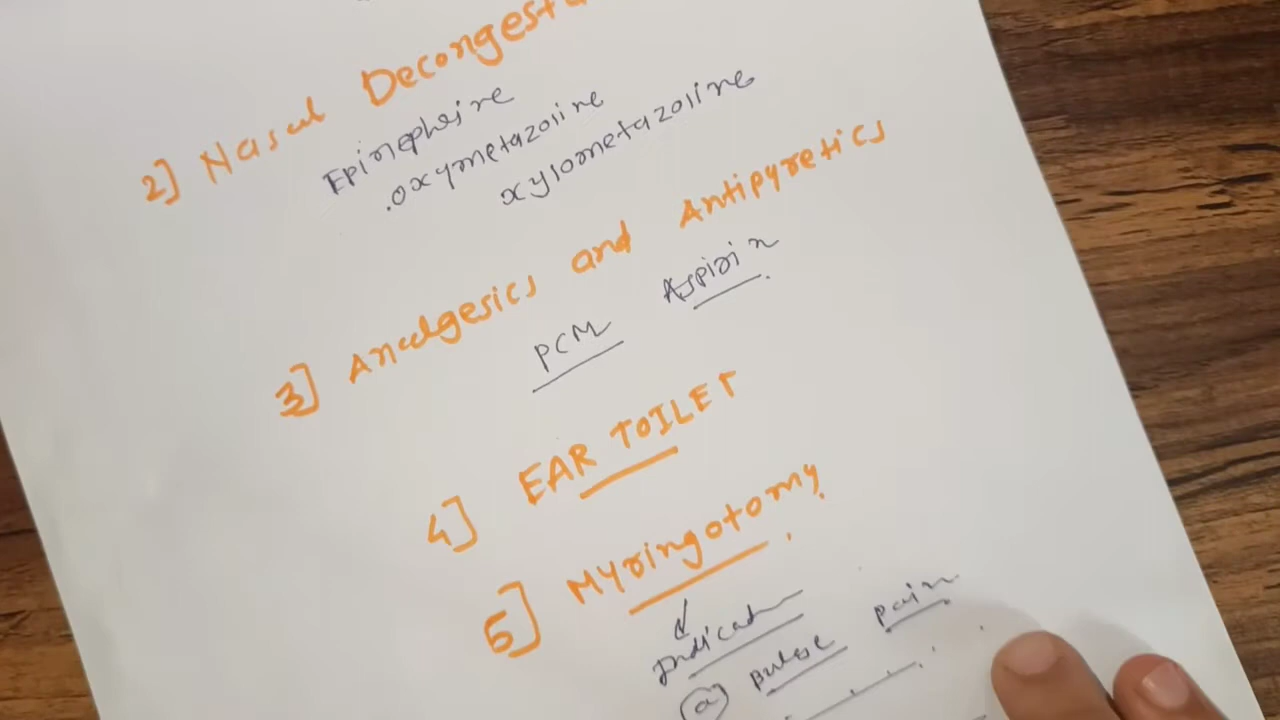 2] Nasal Decongest
Epinephrine
oxymetazoline
xylometazoline
3] Analgesics and Antipyretics
PCM Aspirin
4] EAR TOILET
5] Myringotomy
(a) Bulge pain